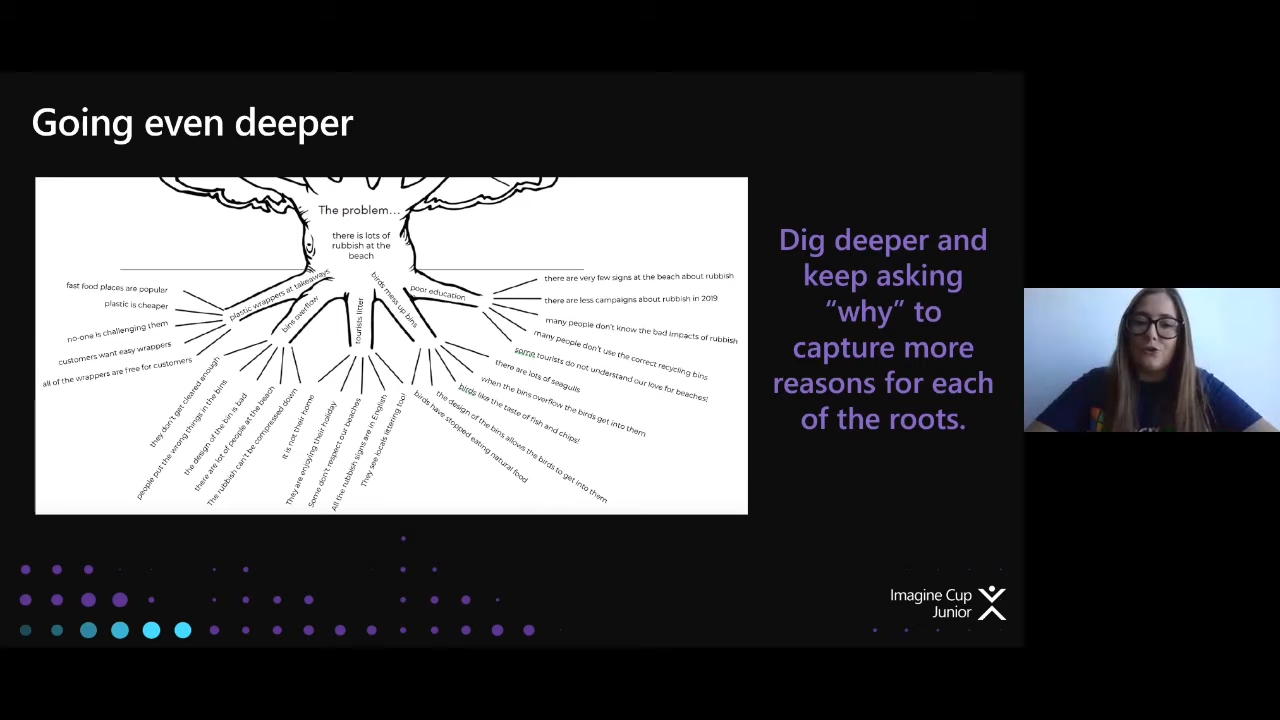 Going even deeper
The problem...
there is lots of
rubbish at the
beach
plastic wrappers at takeaways
bins overflow
tourists litter
birds mess up bins
poor education
fast food places are popular
plastic is cheaper
no-one is challenging them
customers want easy wrappers
all of the wrappers are free for customers
they don't get cleared enough
people put the wrong things in the bins
the design of the bin is bad
there are lot of people at the beach
The rubbish can't be compressed down
It is not their home
They are enjoying their holiday
Some don't respect our beaches
All the rubbish signs are in English
They see locals littering too!
birds have stopped eating natural food
the design of the bins allows the birds to get into them
birds like the taste of fish and chips!
when the bins overflow the birds get into them
there are lots of seagulls
some tourists do not understand our love for beaches!
many people don't use the correct recycling bins
many people don't know the bad impacts of rubbish
there are less campaigns about rubbish in 2019
there are very few signs at the beach about rubbish
Dig deeper and
keep asking
“why” to
capture more
reasons for each
of the roots.
Imagine Cup
Junior